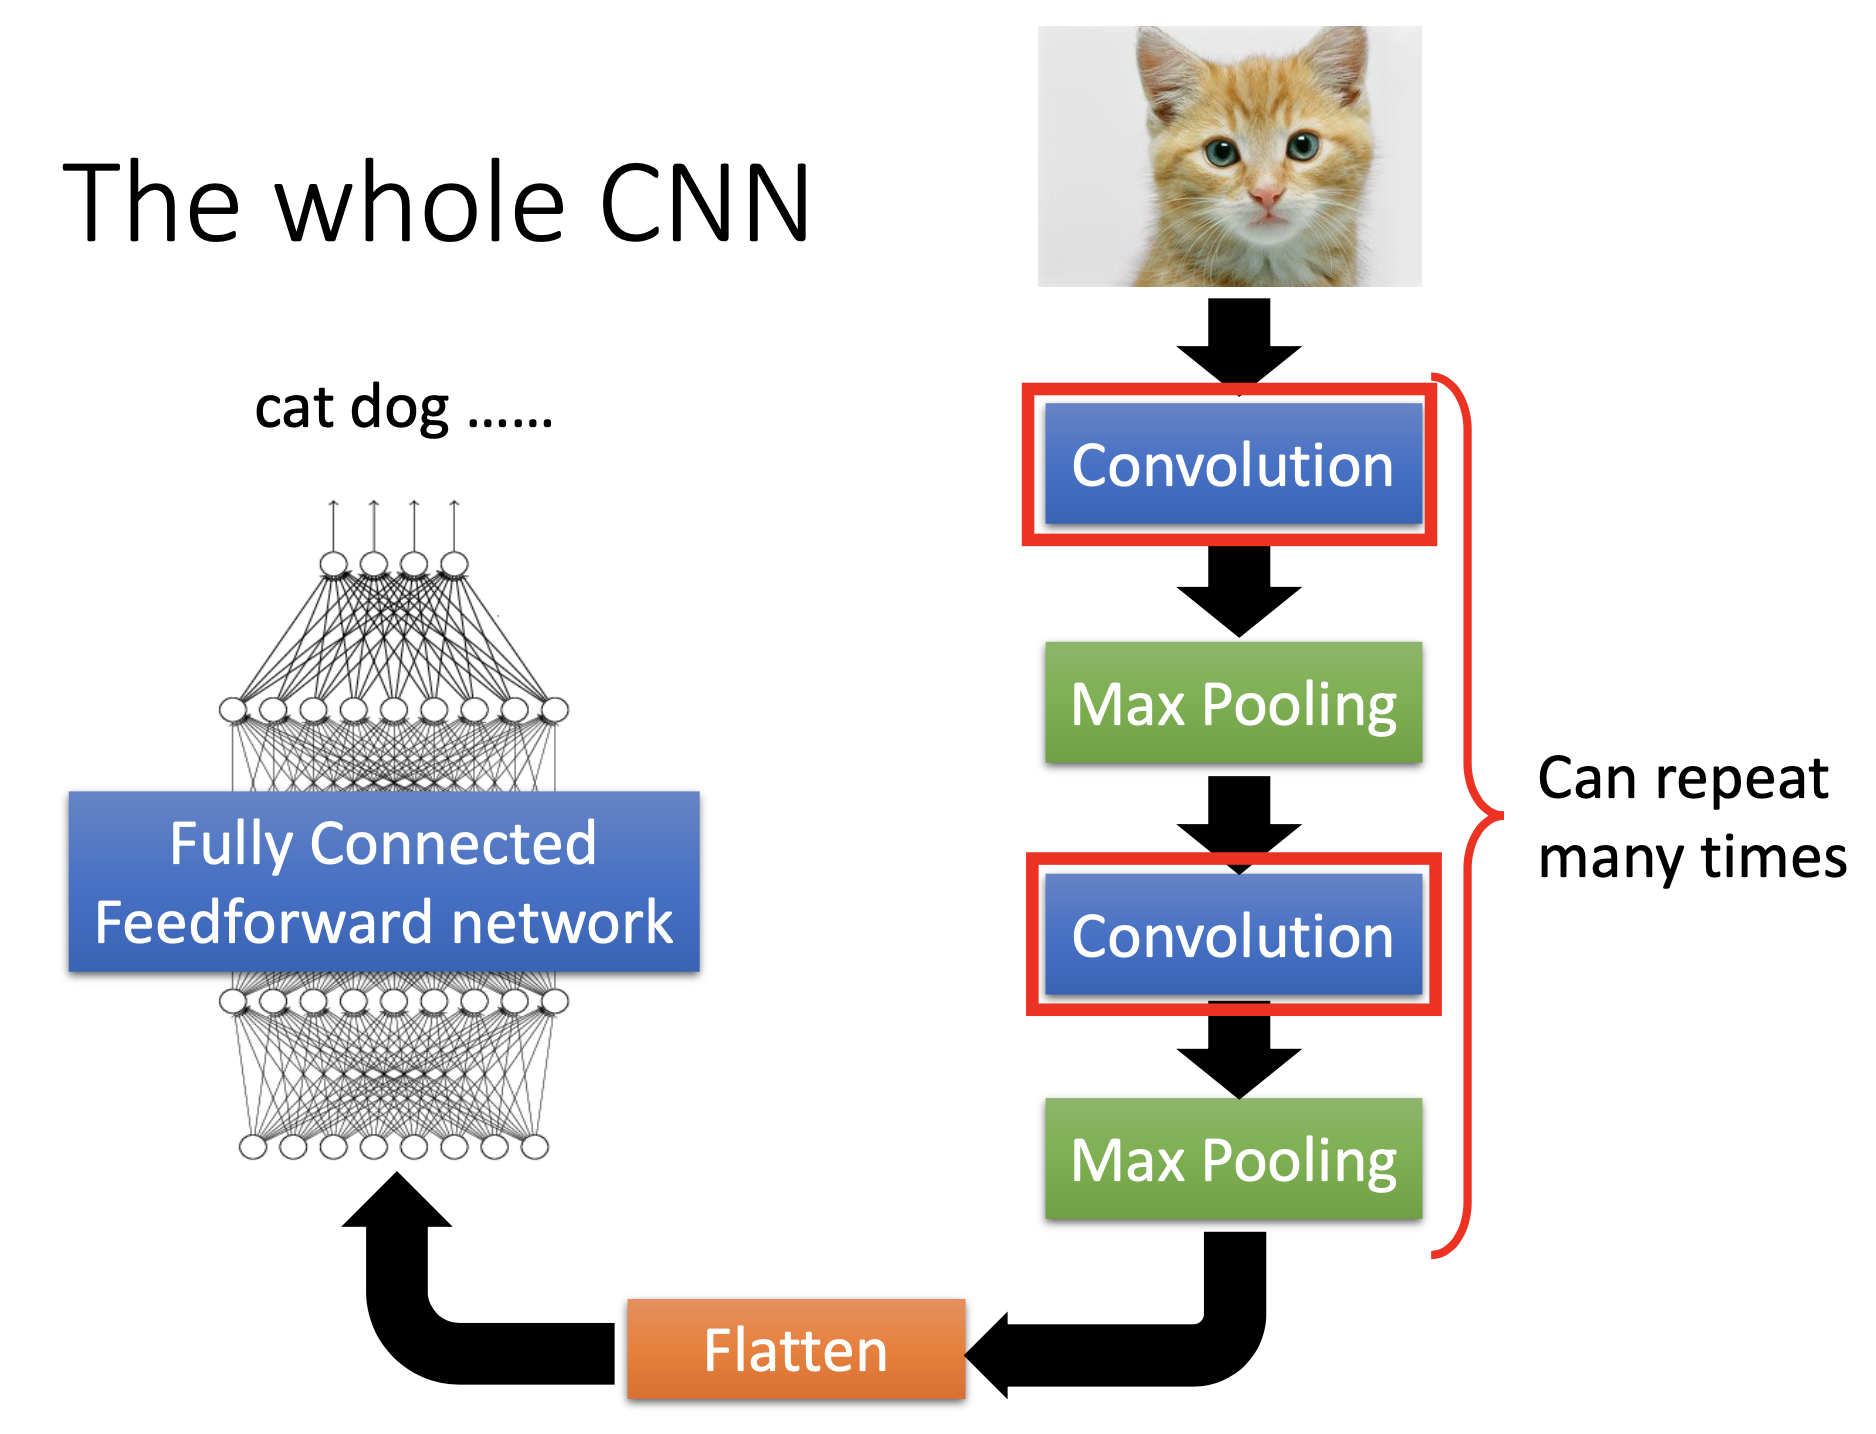 The whole CNN
cat dog ......
Convolution
Max Pooling
Convolution
Max Pooling
Can repeat
many times
Flatten
Fully Connected
Feedforward network